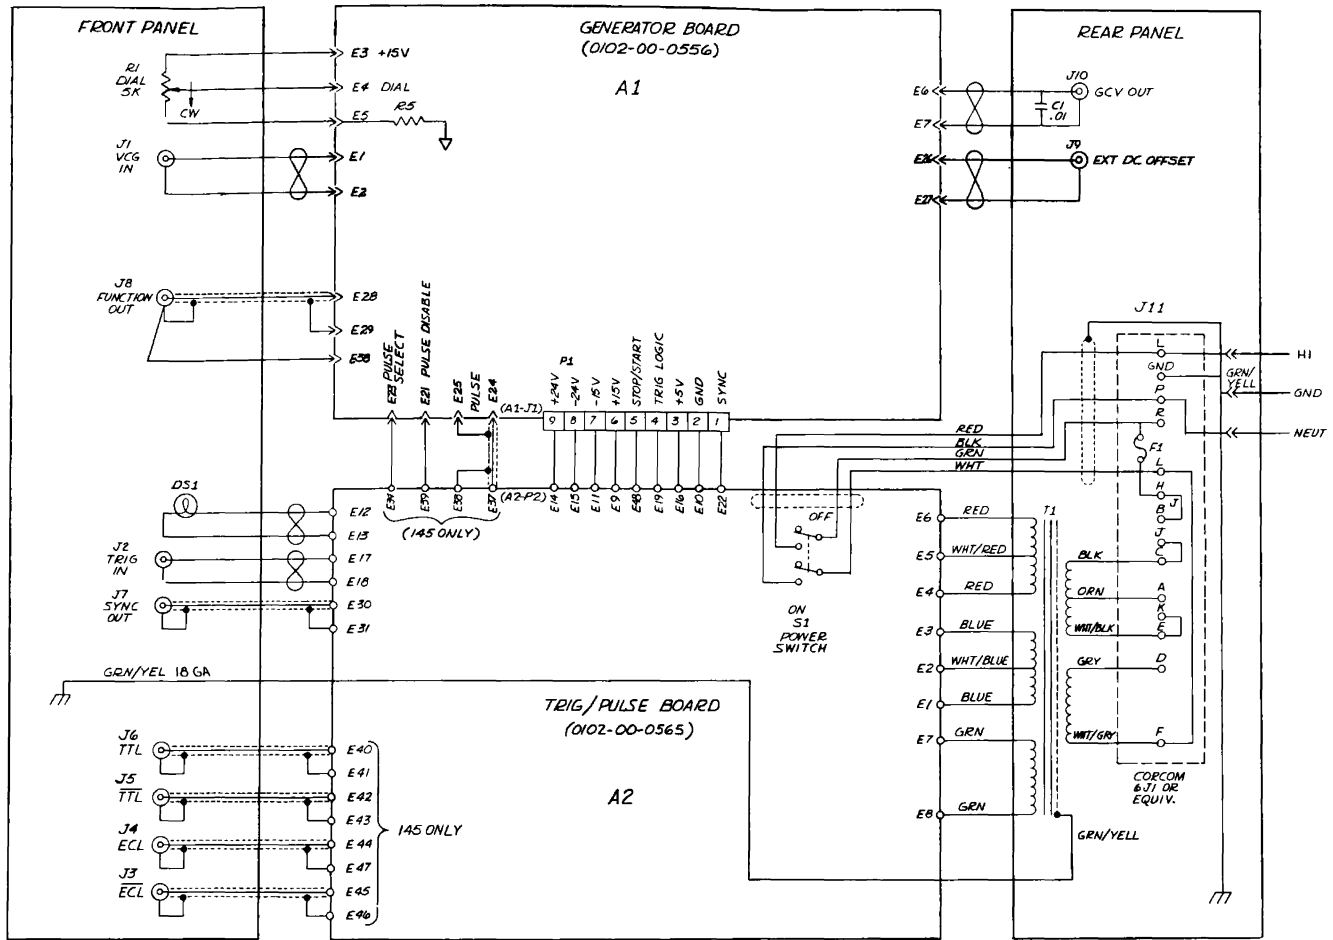 FRONT PANEL
R1
DIAL
5K
CW
J1
VCG
IN
J8
FUNCTION
OUT
DS1
J2
TRIG
IN
J7
SYNC
OUT
GRN/YEL 18 GA
J6
TTL
J5
TTL
J4
ECL
J3
ECL
GENERATOR BOARD
(0102-00-0556)
A1
E3 +15V
E4 DIAL
E5
R5
E1
E2
E28
E29
E58
E6
E7
E26
E27
E23 PULSE
SELECT
E21 PULSE DISABLE
E25
PULSE
E24
(A1-J1)
P1
+24V
-24V
-15V
+15V
STOP/START
TRIG LOGIC
+5V
GND
SYNC
9 8 7 6 5 4 3 2 1
E34
E39
E38
E37
(A2-P2)
E14
E15
E11
E9
E48
E19
E16
E10
E22
(145 ONLY)
RED
BLK
GRN
WHT
OFF
ON
S1
POWER
SWITCH
E12
E13
E17
E18
E30
E31
TRIG/PULSE BOARD
(0102-00-0565)
A2
E40
E41
E42
E43
E44
E47
E45
E46
145 ONLY
E6
E5
E4
E3
E2
E1
E7
E8
REAR PANEL
J10
GCV OUT
C1
.01
J9
EXT DC OFFSET
J11
L
GND
P
R
F1
L
H
J
B
J
C
A
K
E
D
F
GRN/
YELL
HI
GND
NEUT
T1
RED
WHT/RED
RED
BLUE
WHT/BLUE
BLUE
GRN
GRN
BLK
ORN
WHT/BLK
GRY
WHT/GRY
CORCOM
6J1 OR
EQUIV.
GRN/YELL